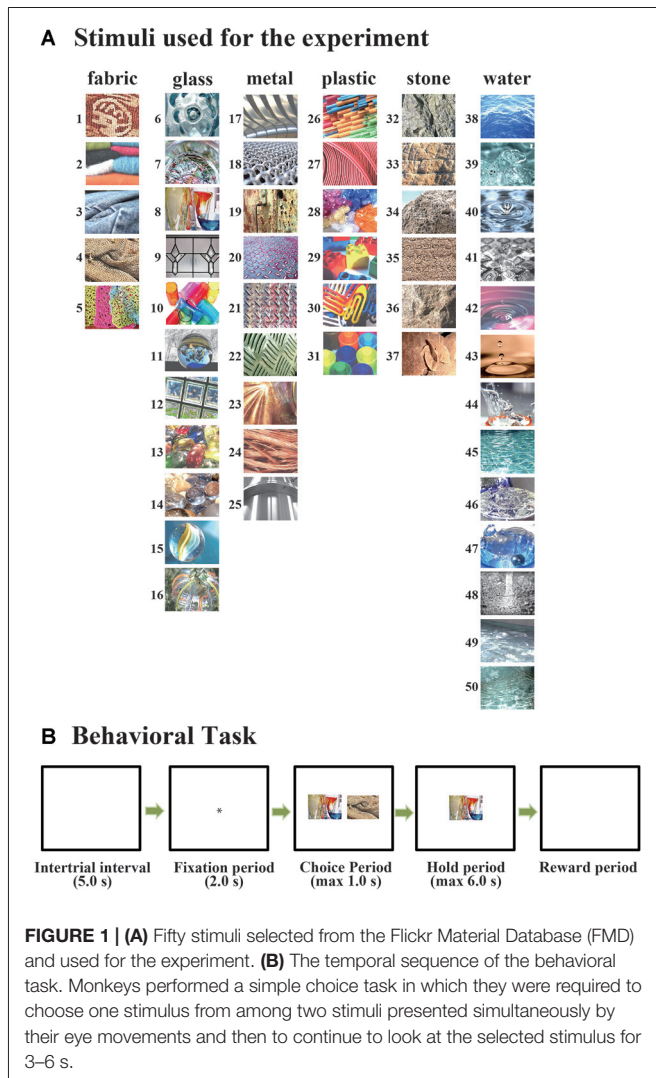 A Stimuli used for the experiment
fabric glass metal plastic stone water
1 6 17 26 32 38
2 7 18 27 33 39
3 8 19 28 34 40
4 9 20 29 35 41
5 10 21 30 36 42
11 22 31 37 43
12 23 44
13 24 45
14 25 46
15 47
16 48
49
50
B Behavioral Task
*
Intertrial interval Fixation period Choice Period Hold period Reward period
(5.0 s) (2.0 s) (max 1.0 s) (max 6.0 s)
FIGURE 1 | (A) Fifty stimuli selected from the Flickr Material Database (FMD)
and used for the experiment. (B) The temporal sequence of the behavioral
task. Monkeys performed a simple choice task in which they were required to
choose one stimulus from among two stimuli presented simultaneously by
their eye movements and then to continue to look at the selected stimulus for
3–6 s.